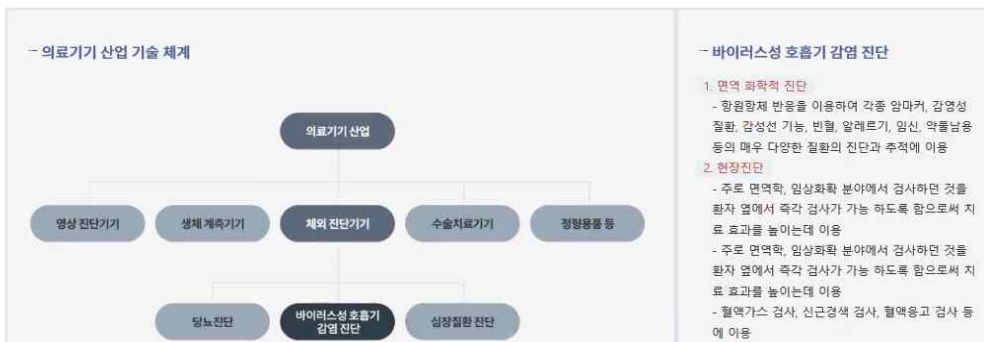 - 의료기기 산업 기술 체계
의료기기 산업
영상 진단기기
생체 계측기기
체외 진단기기
수술치료기기
정형용품 등
당뇨진단
바이러스성 호흡기
감염 진단
심장질환 진단
- 바이러스성 호흡기 감염 진단
1. 면역 화학적 진단
- 항원항체 반응을 이용하여 각종 암마커, 감염성
질환, 갑성선 기능, 빈혈, 알레르기, 임신, 약물남용
등의 매우 다양한 질환의 진단과 추적에 이용
2. 현장진단
- 주로 면역학, 임상화확 분야에서 검사하던 것을
환자 옆에서 즉각 검사가 가능 하도록 함으로써 치
료 효과를 높이는데 이용
- 주로 면역학, 임상화확 분야에서 검사하던 것을
환자 옆에서 즉각 검사가 가능 하도록 함으로써 치
료 효과를 높이는데 이용
- 혈액가스 검사, 신근경색 검사, 혈액응고 검사 등
에 이용